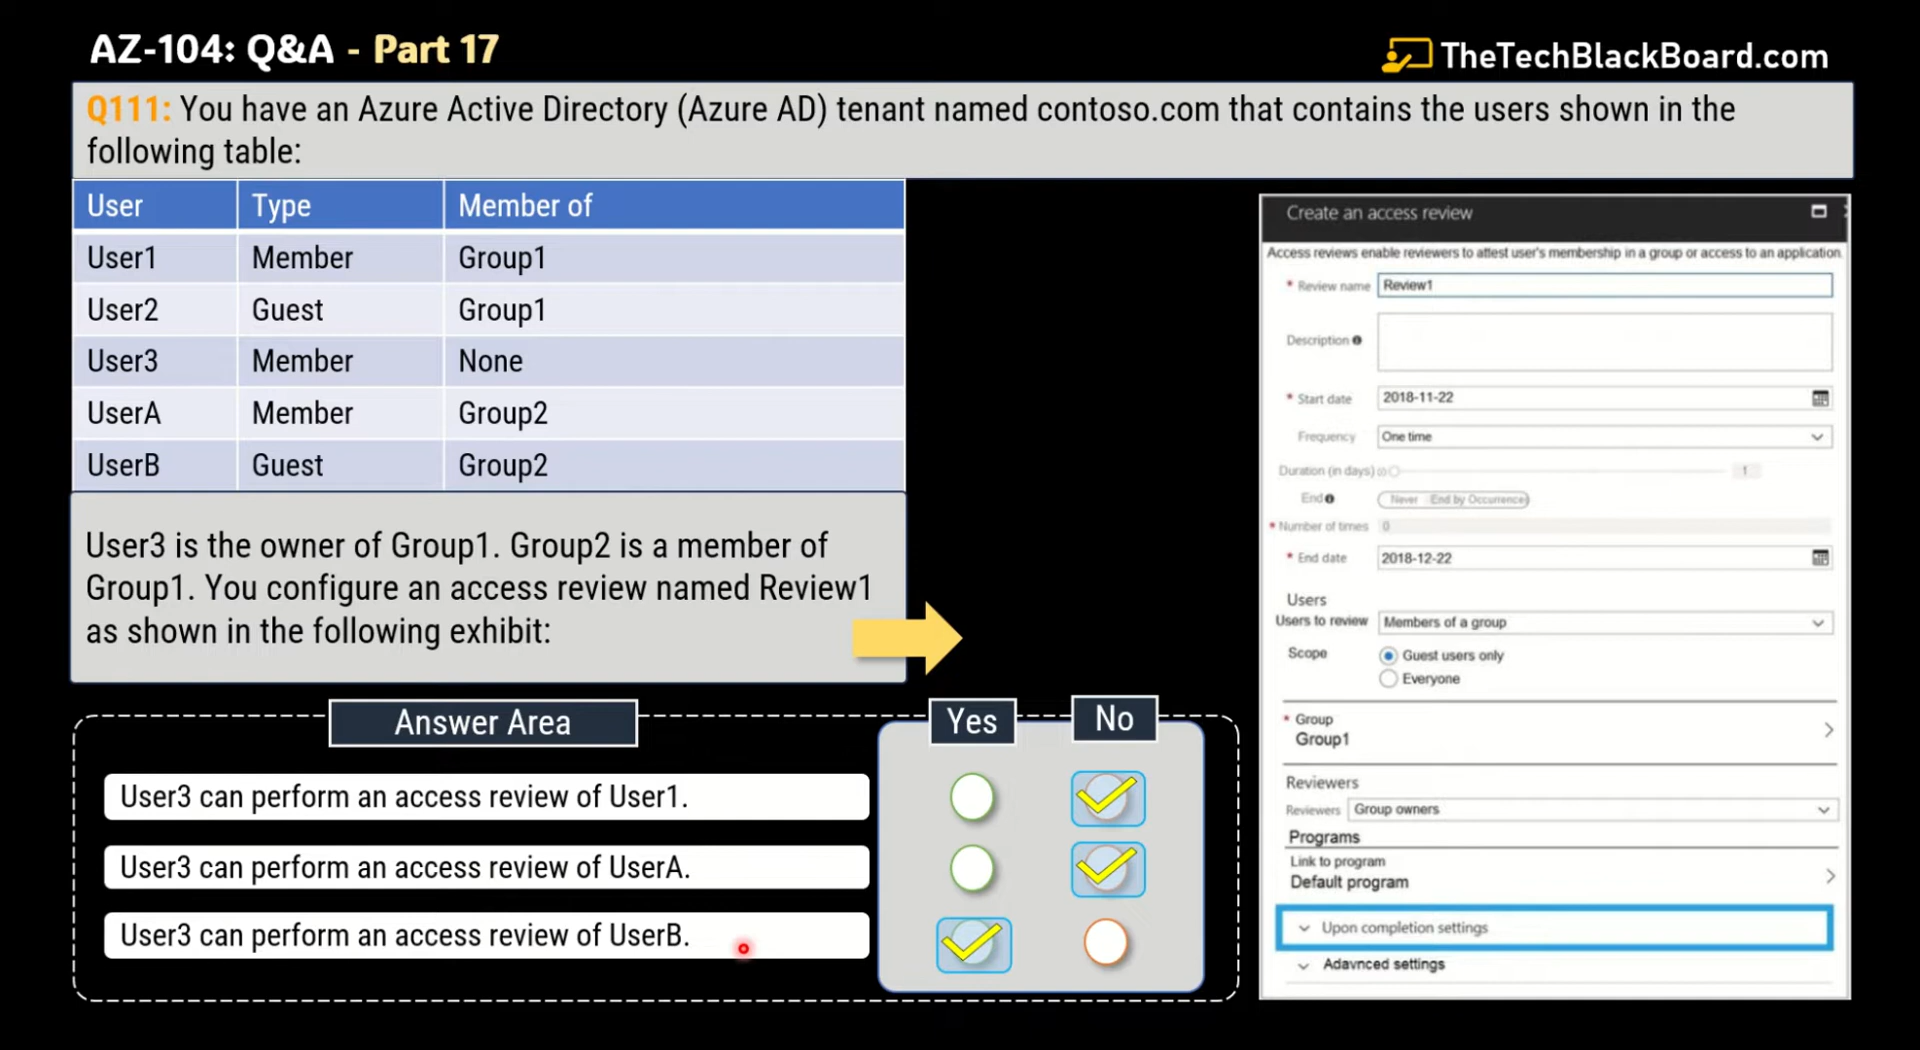 AZ-104: Q&A - Part 17
TheTechBlackBoard.com
Q111: You have an Azure Active Directory (Azure AD) tenant named contoso.com that contains the users shown in the
following table:
User Type Member of
User1 Member Group1
User2 Guest Group1
User3 Member None
UserA Member Group2
UserB Guest Group2
User3 is the owner of Group1. Group2 is a member of
Group1. You configure an access review named Review1
as shown in the following exhibit:
Answer Area
Yes
No
User3 can perform an access review of User1.
User3 can perform an access review of UserA.
User3 can perform an access review of UserB.
Create an access review
Access reviews enable reviewers to attest user's membership in a group or access to an application.
* Review name Review1
Description
* Start date 2018-11-22
Frequency One time
Duration (in days) 1
End Never End by Occurrences
* Number of times 0
* End date 2018-12-22
Users
Users to review Members of a group
Scope Guest users only
Everyone
* Group
Group1
Reviewers
Reviewers Group owners
Programs
Link to program
Default program
Upon completion settings
Adavnced settings